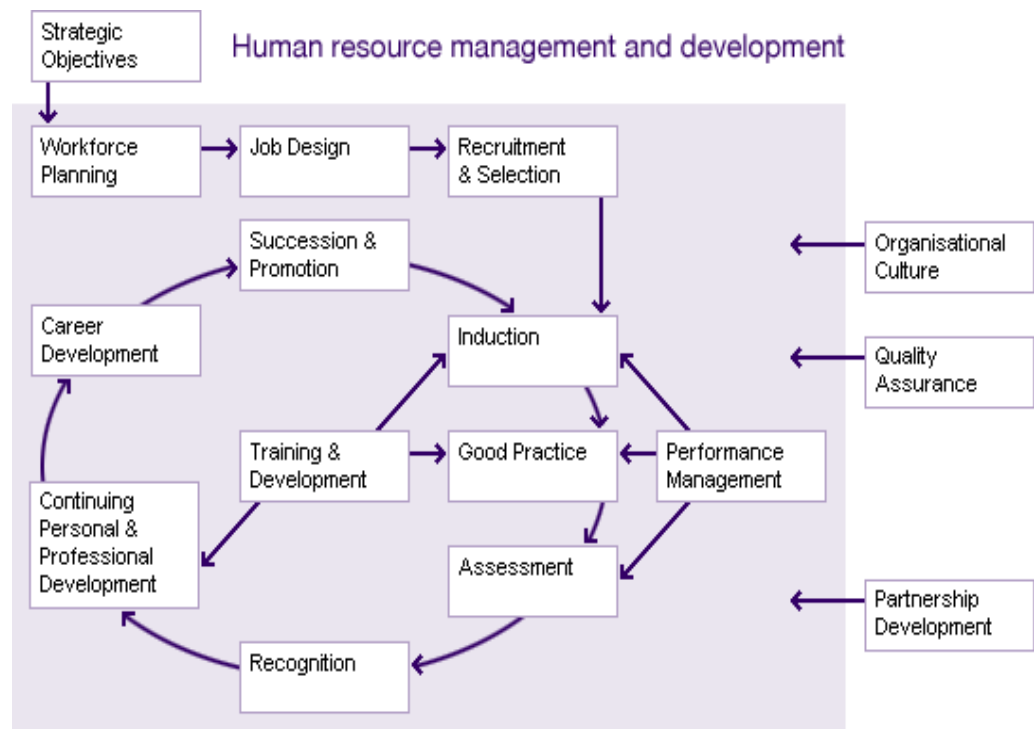 Strategic
Objectives
Human resource management and development
Workforce
Planning
Job Design
Recruitment
& Selection
Succession &
Promotion
Organisational
Culture
Career
Development
Induction
Quality
Assurance
Training &
Development
Good Practice
Performance
Management
Continuing
Personal &
Professional
Development
Assessment
Partnership
Development
Recognition